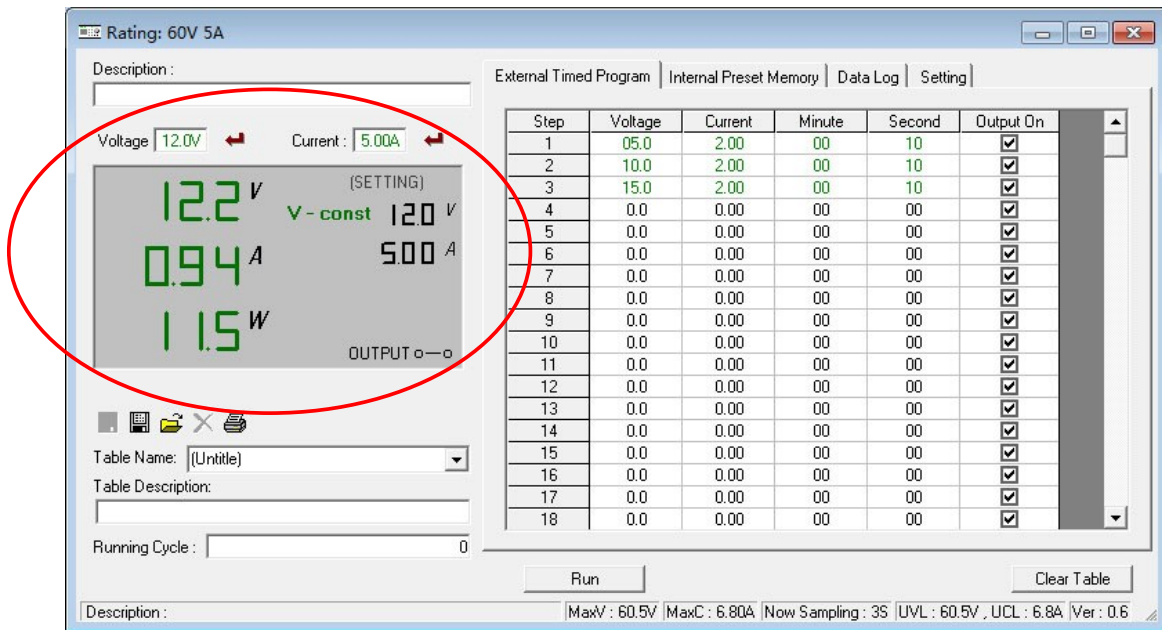 Rating: 60V 5A
Description :
Voltage 12.0V Current : 5.00A
12.2 V (SETTING)
V - const 12.0 V
0.94 A 5.00 A
11.5 W
OUTPUT
Table Name: (Untitle)
Table Description:
Running Cycle : 0
External Timed Program Internal Preset Memory Data Log Setting
Step Voltage Current Minute Second Output On
1 05.0 2.00 00 10
2 10.0 2.00 00 10
3 15.0 2.00 00 10
4 0.0 0.00 00 00
5 0.0 0.00 00 00
6 0.0 0.00 00 00
7 0.0 0.00 00 00
8 0.0 0.00 00 00
9 0.0 0.00 00 00
10 0.0 0.00 00 00
11 0.0 0.00 00 00
12 0.0 0.00 00 00
13 0.0 0.00 00 00
14 0.0 0.00 00 00
15 0.0 0.00 00 00
16 0.0 0.00 00 00
17 0.0 0.00 00 00
18 0.0 0.00 00 00
Run Clear Table
Description : MaxV : 60.5V MaxC : 6.80A Now Sampling : 3S UVL : 60.5V , UCL : 6.8A Ver : 0.6